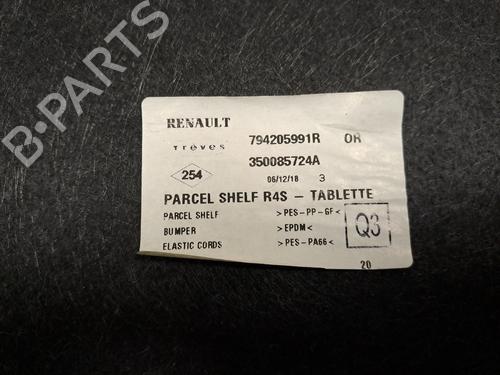 B-PARTS
RENAULT 794205991R OR
Trèves 350085724A
254 06/12/18 3
PARCEL SHELF R4S - TABLETTE
PARCEL SHELF >PES-PP-GF<
BUMPER >EPDM< Q3
ELASTIC CORDS >PES-PA66<
20